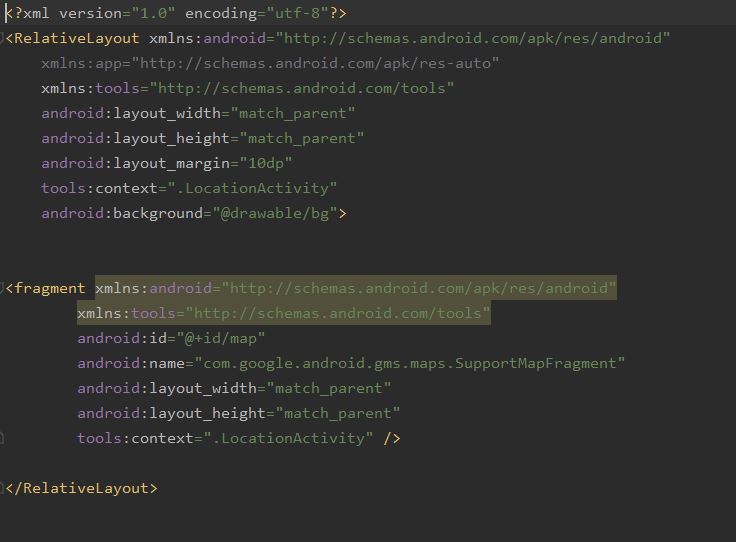 <?xml version="1.0" encoding="utf-8"?>
<RelativeLayout xmlns:android="http://schemas.android.com/apk/res/android"
xmlns:app="http://schemas.android.com/apk/res-auto"
xmlns:tools="http://schemas.android.com/tools"
android:layout_width="match_parent"
android:layout_height="match_parent"
android:layout_margin="10dp"
tools:context=".LocationActivity"
android:background="@drawable/bg">
<fragment xmlns:android="http://schemas.android.com/apk/res/android"
xmlns:tools="http://schemas.android.com/tools"
android:id="@+id/map"
android:name="com.google.android.gms.maps.SupportMapFragment"
android:layout_width="match_parent"
android:layout_height="match_parent"
tools:context=".LocationActivity" />
</RelativeLayout>